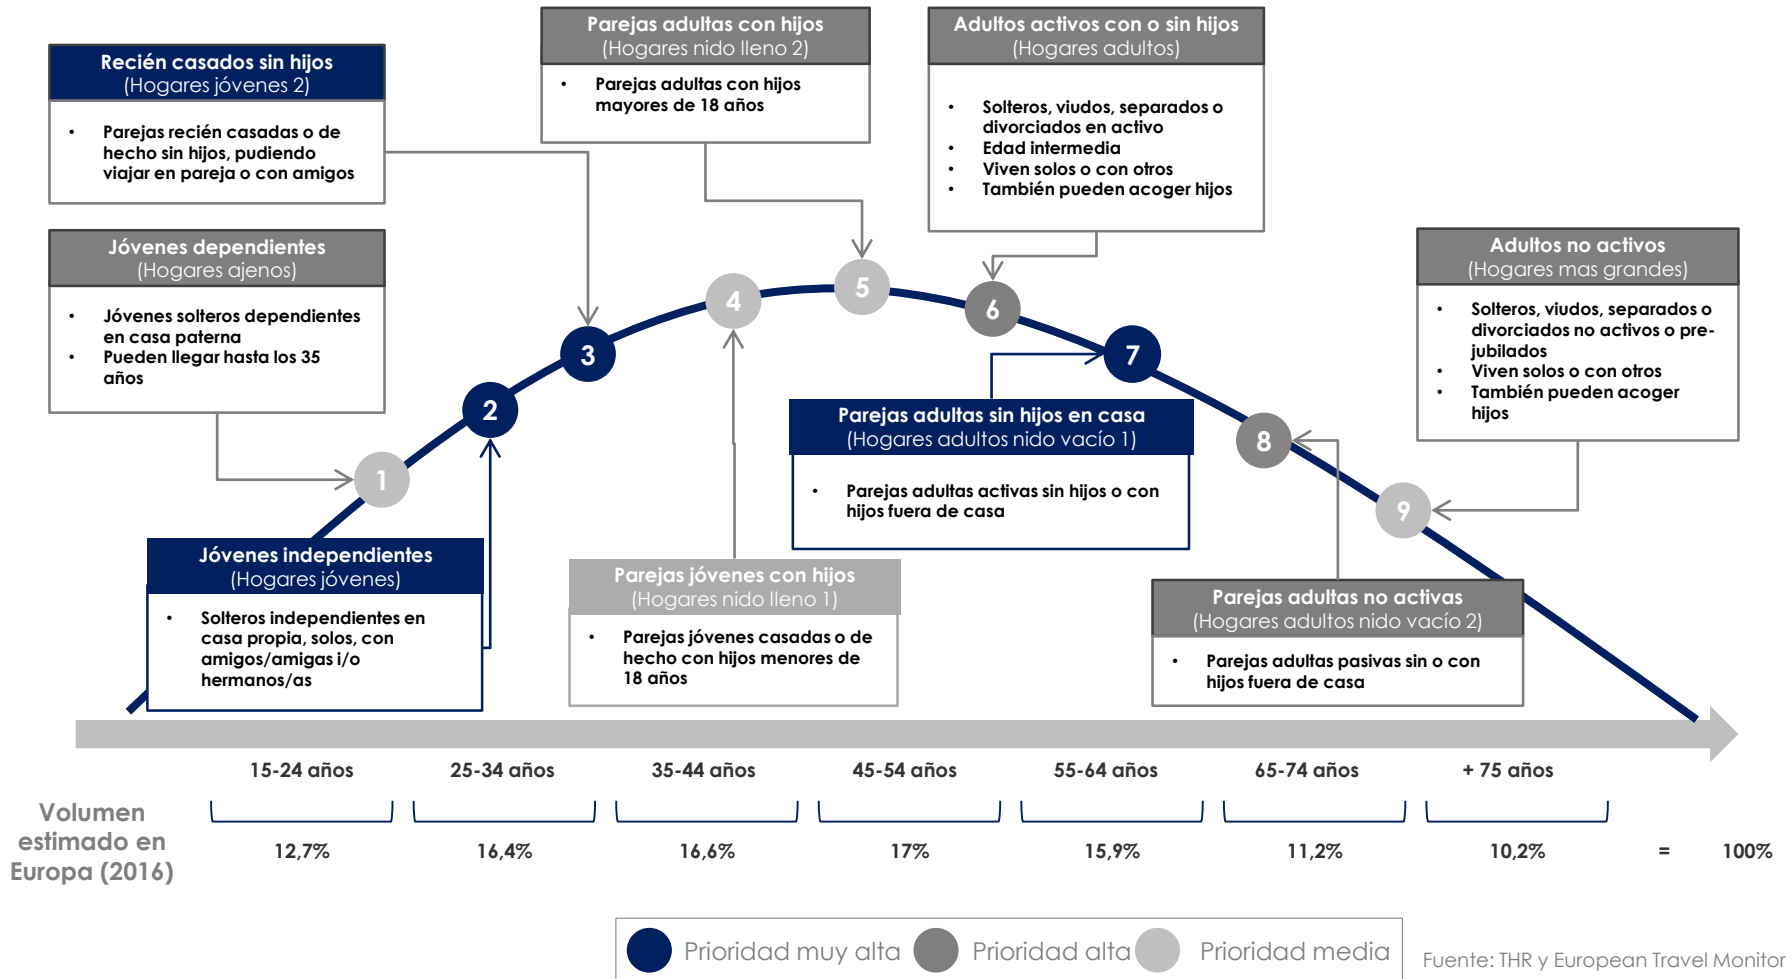 Parejas adultas con hijos
(Hogares nido lleno 2)
• Parejas adultas con hijos
mayores de 18 años
Adultos activos con o sin hijos
(Hogares adultos)
• Solteros, viudos, separados o
divorciados en activo
• Edad intermedia
• Viven solos o con otros
• También pueden acoger hijos
Recién casados sin hijos
(Hogares jóvenes 2)
• Parejas recién casadas o de
hecho sin hijos, pudiendo
viajar en pareja o con amigos
Jóvenes dependientes
(Hogares ajenos)
• Jóvenes solteros dependientes
en casa paterna
• Pueden llegar hasta los 35
años
Adultos no activos
(Hogares mas grandes)
• Solteros, viudos, separados o
divorciados no activos o pre-
jubilados
• Viven solos o con otros
• También pueden acoger
hijos
1
2
3
4
5
6
7
8
9
Parejas adultas sin hijos en casa
(Hogares adultos nido vacío 1)
• Parejas adultas activas sin hijos o con
hijos fuera de casa
Jóvenes independientes
(Hogares jóvenes)
• Solteros independientes en
casa propia, solos, con
amigos/amigas i/o
hermanos/as
Parejas jóvenes con hijos
(Hogares nido lleno 1)
• Parejas jóvenes casadas o de
hecho con hijos menores de
18 años
Parejas adultas no activas
(Hogares adultos nido vacío 2)
• Parejas adultas pasivas sin o con
hijos fuera de casa
15-24 años 25-34 años 35-44 años 45-54 años 55-64 años 65-74 años + 75 años
Volumen
estimado en
Europa (2016)
12,7% 16,4% 16,6% 17% 15,9% 11,2% 10,2% = 100%
Prioridad muy alta Prioridad alta Prioridad media
Fuente: THR y European Travel Monitor